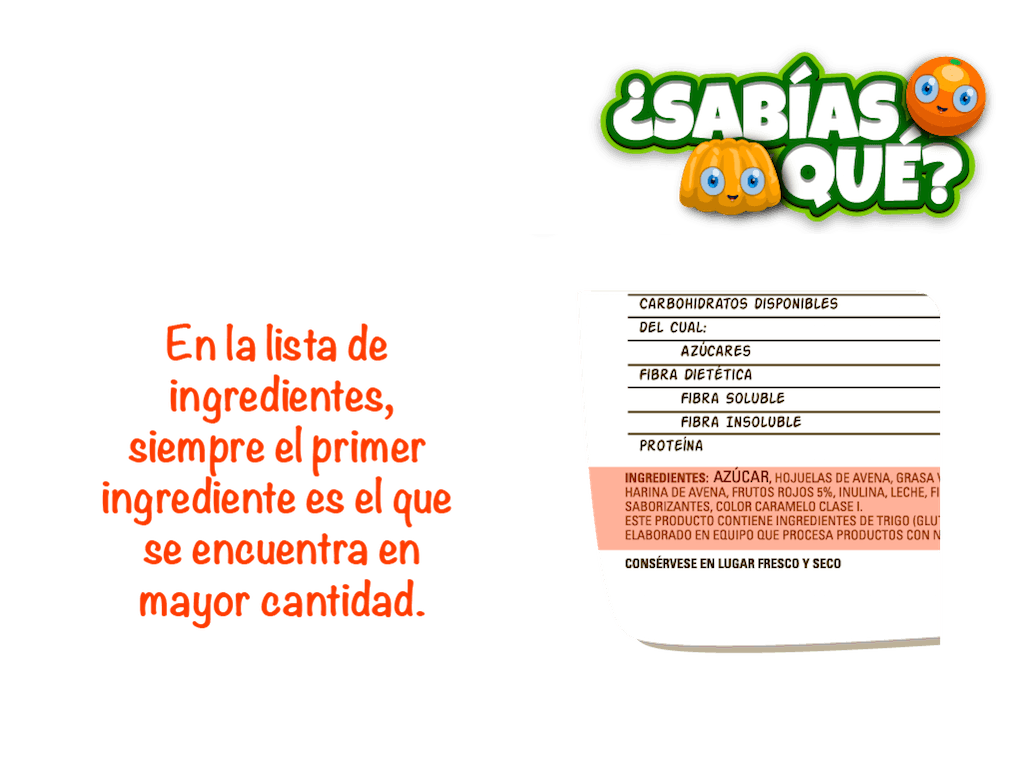 ¿SABÍAS
QUÉ?
En la lista de
ingredientes,
siempre el primer
ingrediente es el que
se encuentra en
mayor cantidad.
CARBOHIDRATOS DISPONIBLES
DEL CUAL:
AZÚCARES
FIBRA DIETÉTICA
FIBRA SOLUBLE
FIBRA INSOLUBLE
PROTEÍNA
INGREDIENTES: AZÚCAR, HOJUELAS DE AVENA, GRASA
HARINA DE AVENA, FRUTOS ROJOS 5%, INULINA, LECHE,
SABORIZANTES, COLOR CARAMELO CLASE I.
ESTE PRODUCTO CONTIENE INGREDIENTES DE TRIGO
ELABORADO EN EQUIPO QUE PROCESA PRODUCTOS CON
CONSÉRVESE EN LUGAR FRESCO Y SECO